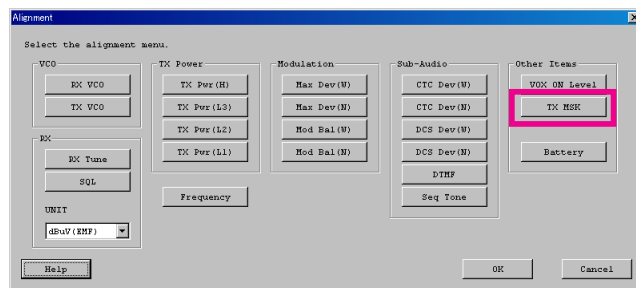 Alignment
Select the alignment menu.
VCO
RX VCO
TX VCO
RX
RX Tune
SQL
UNIT
dBuV(EMF)
TX Power
TX Pwr(H)
TX Pwr(L3)
TX Pwr(L2)
TX Pwr(L1)
Frequency
Modulation
Max Dev(W)
Max Dev(N)
Mod Bal(W)
Mod Bal(N)
Sub-Audio
CTC Dev(W)
CTC Dev(N)
DCS Dev(W)
DCS Dev(N)
DTMF
Seq Tone
Other Items
VOX ON Level
TX MSK
Battery
Help
OK
Cancel